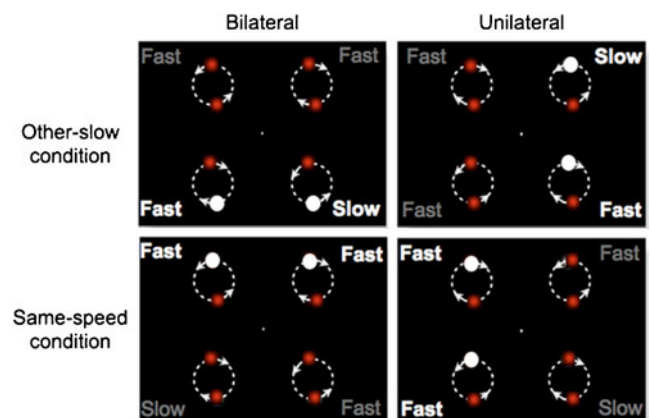 Bilateral
Unilateral
Other-slow
condition
Fast
Fast
Fast
Slow
Fast
Slow
Fast
Fast
Same-speed
condition
Fast
Fast
Slow
Fast
Fast
Fast
Fast
Slow